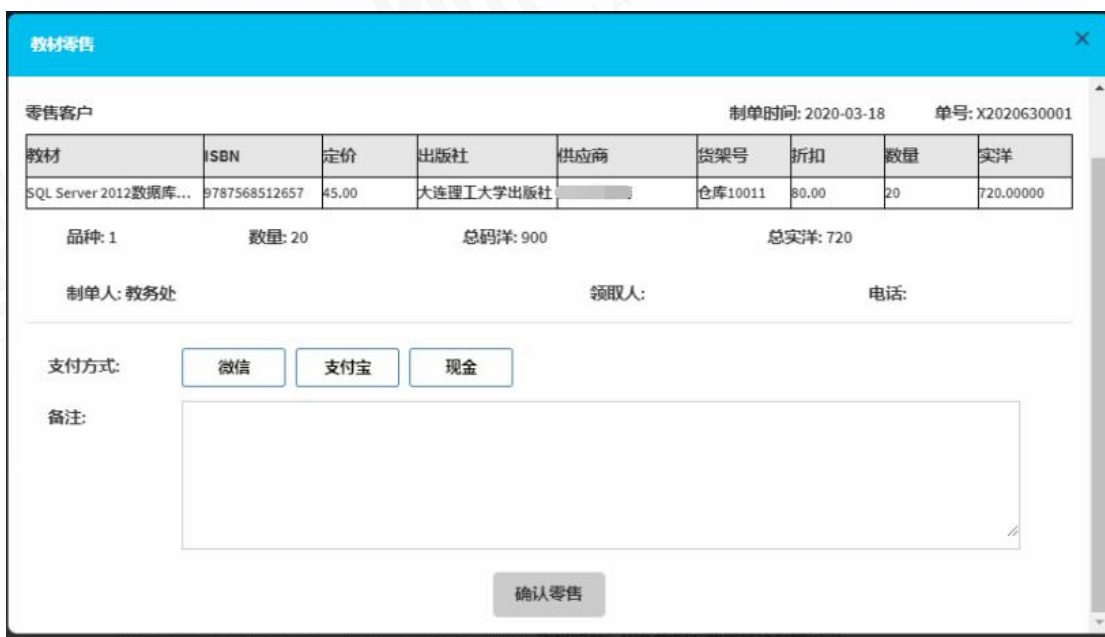 教材零售
零售客户 制单时间: 2020-03-18 单号: X2020630001
教材 ISBN 定价 出版社 供应商 货架号 折扣 数量 实洋
SQL Server 2012数据库... 9787568512657 45.00 大连理工大学出版社 仓库10011 80.00 20 720.00000
品种: 1 数量: 20 总码洋: 900 总实洋: 720
制单人: 教务处 领取人: 电话:
支付方式: 微信 支付宝 现金
备注:
确认零售